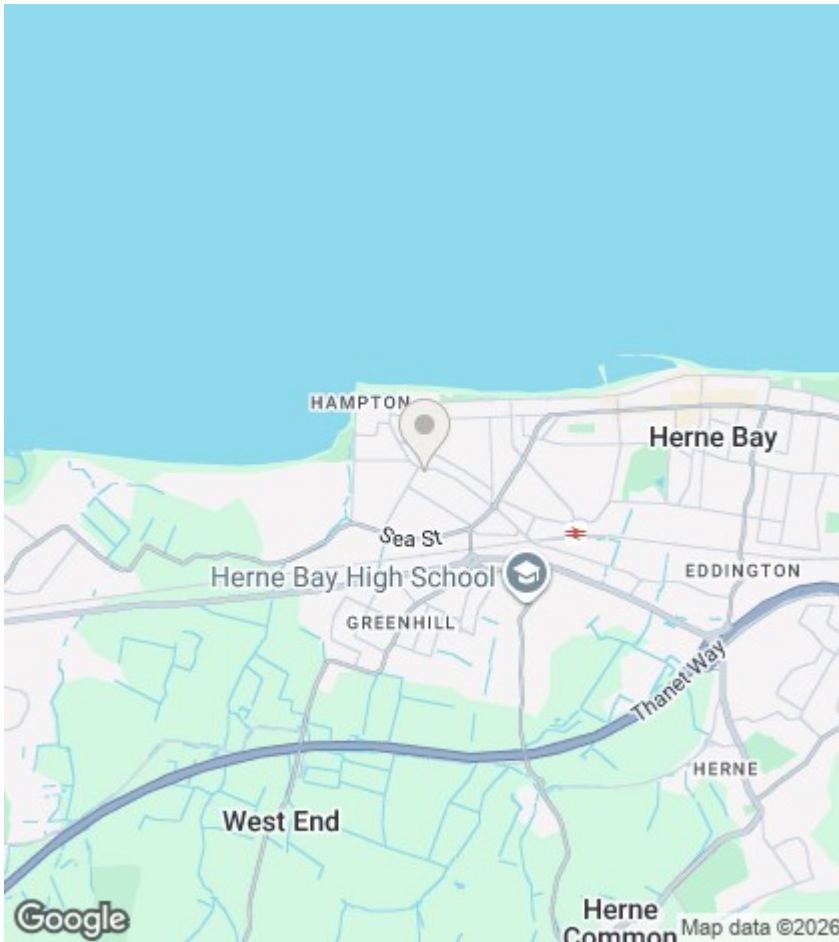 HAMPTON
Herne Bay
Sea St
Herne Bay High School
EDDINGTON
GREENHILL
Thanet Way
HERNE
West End
Herne
Common
Google
Map data ©2026